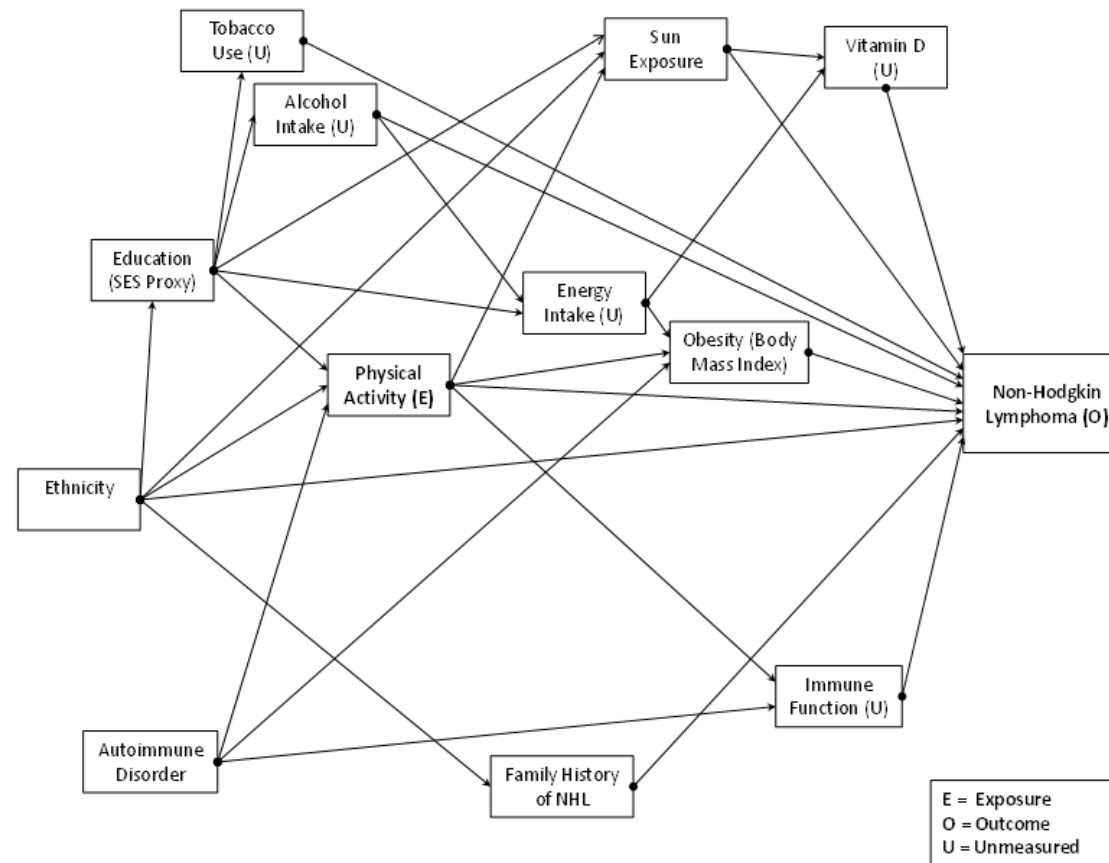 Tobacco
Use (U)
Sun
Exposure
Vitamin D
(U)
Alcohol
Intake (U)
Education
(SES Proxy)
Energy
Intake (U)
Obesity (Body
Mass Index)
Physical
Activity (E)
Non-Hodgkin
Lymphoma (O)
Ethnicity
Immune
Function (U)
Autoimmune
Disorder
Family History
of NHL
E = Exposure
O = Outcome
U = Unmeasured